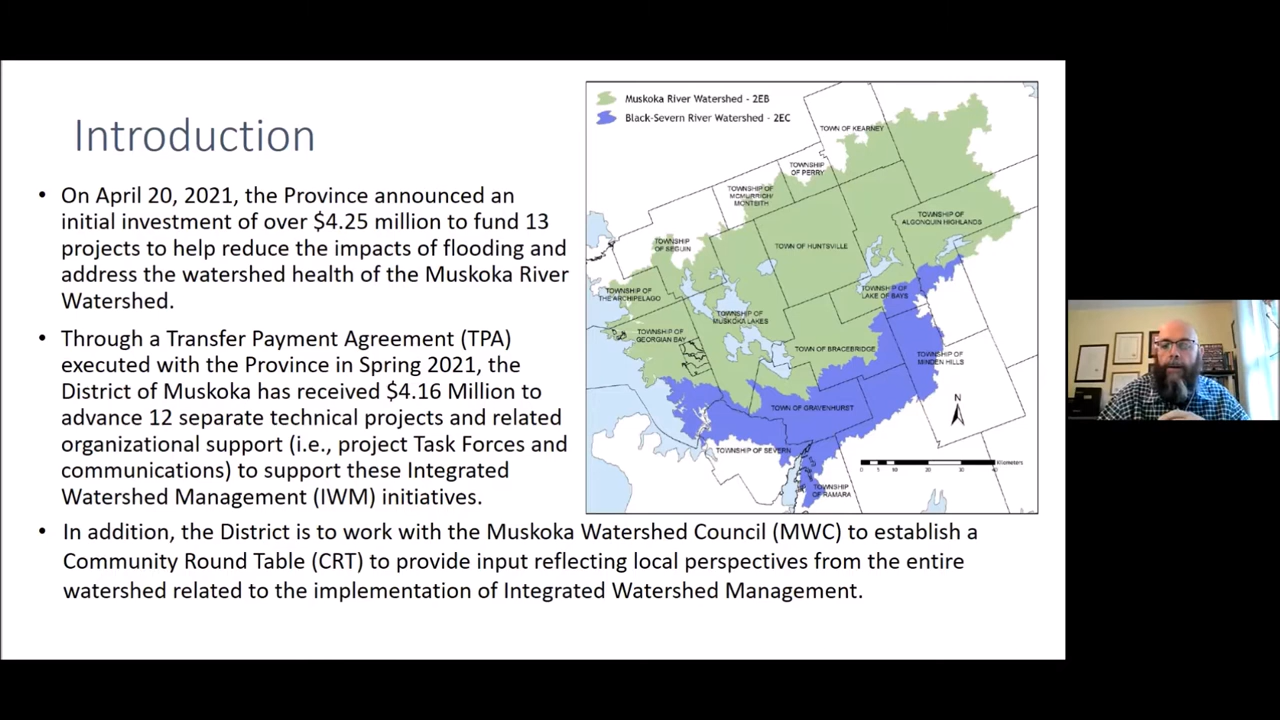 Introduction
• On April 20, 2021, the Province announced an
initial investment of over $4.25 million to fund 13
projects to help reduce the impacts of flooding and
address the watershed health of the Muskoka River
Watershed.
• Through a Transfer Payment Agreement (TPA)
executed with the Province in Spring 2021, the
District of Muskoka has received $4.16 Million to
advance 12 separate technical projects and related
organizational support (i.e., project Task Forces and
communications) to support these Integrated
Watershed Management (IWM) initiatives.
• In addition, the District is to work with the Muskoka Watershed Council (MWC) to establish a
Community Round Table (CRT) to provide input reflecting local perspectives from the entire
watershed related to the implementation of Integrated Watershed Management.
Muskoka River Watershed - 2EB
Black-Severn River Watershed - 2EC
TOWN OF KEARNEY
TOWNSHIP
OF PERRY
TOWNSHIP OF
MCMURRICH/
MONTEITH
TOWNSHIP OF
ALGONQUIN HIGHLANDS
TOWNSHIP
OF SEGUIN
TOWN OF HUNTSVILLE
TOWNSHIP OF
THE ARCHIPELAGO
TOWNSHIP OF
LAKE OF BAYS
TOWNSHIP OF
MUSKOKA LAKES
TOWNSHIP OF
GEORGIAN BAY
TOWN OF BRACEBRIDGE
TOWNSHIP OF
MINDEN HILLS
TOWN OF GRAVENHURST
N
TOWNSHIP OF SEVERN
Kilometers
0 5 10 20 30 40
TOWNSHIP
OF RAMARA